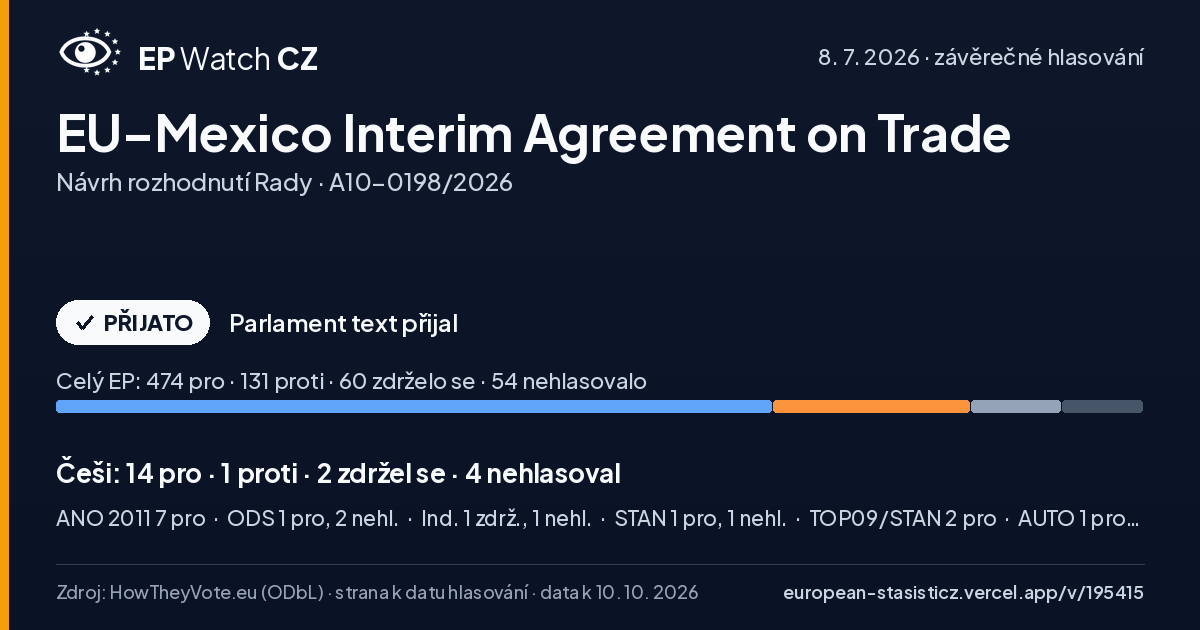 EP Watch CZ
8. 7. 2026 · závěrečné hlasování
EU–Mexico Interim Agreement on Trade
Návrh rozhodnutí Rady · A10–0198/2026
✓ PŘIJATO Parlament text přijal
Celý EP: 474 pro · 131 proti · 60 zdrželo se · 54 nehlasovalo
Češi: 14 pro · 1 proti · 2 zdržel se · 4 nehlasoval
ANO 2011 7 pro · ODS 1 pro, 2 nehl. · Ind. 1 zdrž., 1 nehl. · STAN 1 pro, 1 nehl. · TOP09/STAN 2 pro · AUTO 1 pro…
Zdroj: HowTheyVote.eu (ODbL) · strana k datu hlasování · data k 10. 10. 2026
european-stasisticz.vercel.app/v/195415